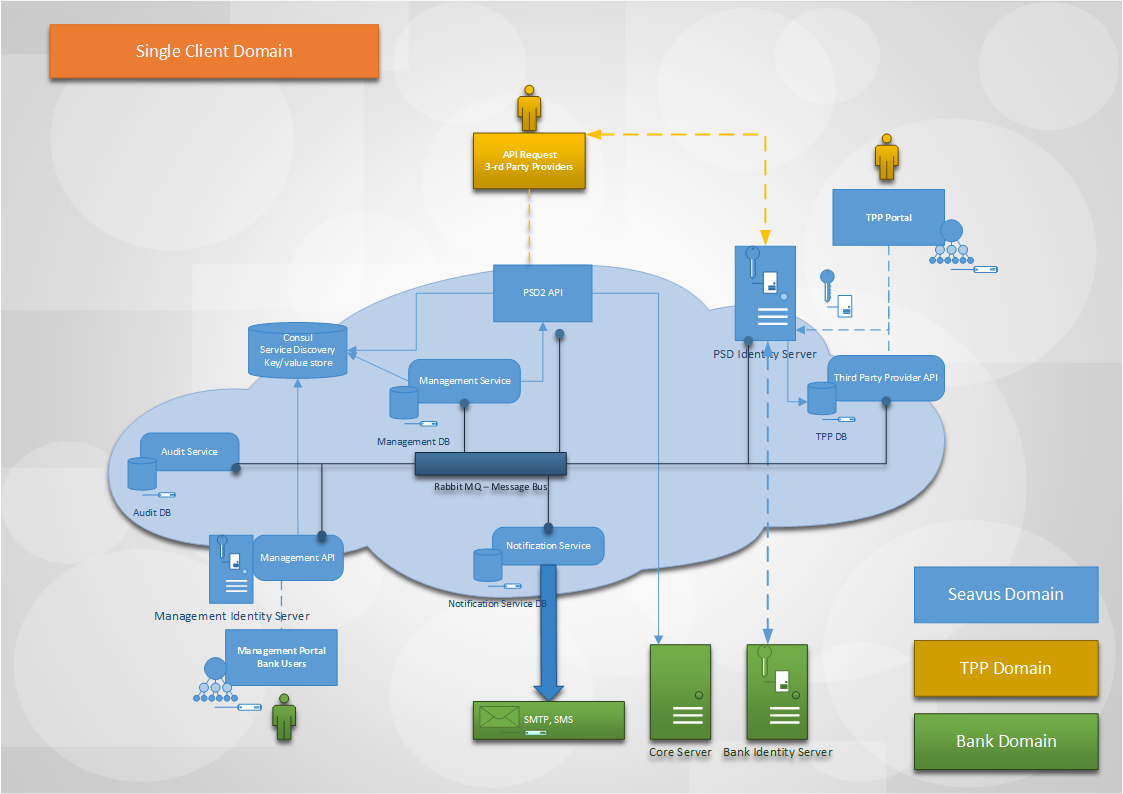 Single Client Domain
API Request
3-rd Party Providers
TPP Portal
PSD2 API
Consul
Service Discovery
Key/value store
PSD Identity Server
Management Service
Third Party Provider API
Management DB
TPP DB
Audit Service
Rabbit MQ – Message Bus
Audit DB
Notification Service
Management API
Notification Service DB
Management Identity Server
Seavus Domain
Management Portal
Bank Users
TPP Domain
SMTP, SMS
Bank Domain
Core Server
Bank Identity Server